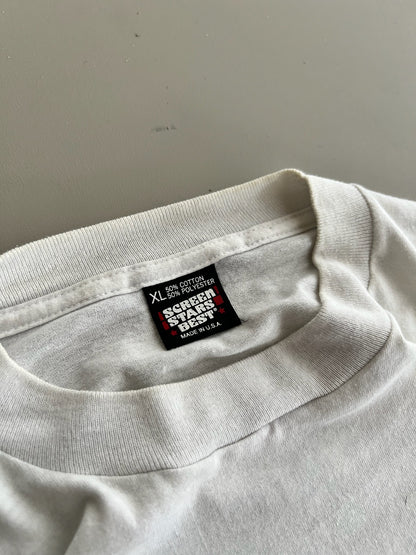 XL 50% COTTON
50% POLYESTER
SCREEN
STARS
BEST®
MADE IN U.S.A.